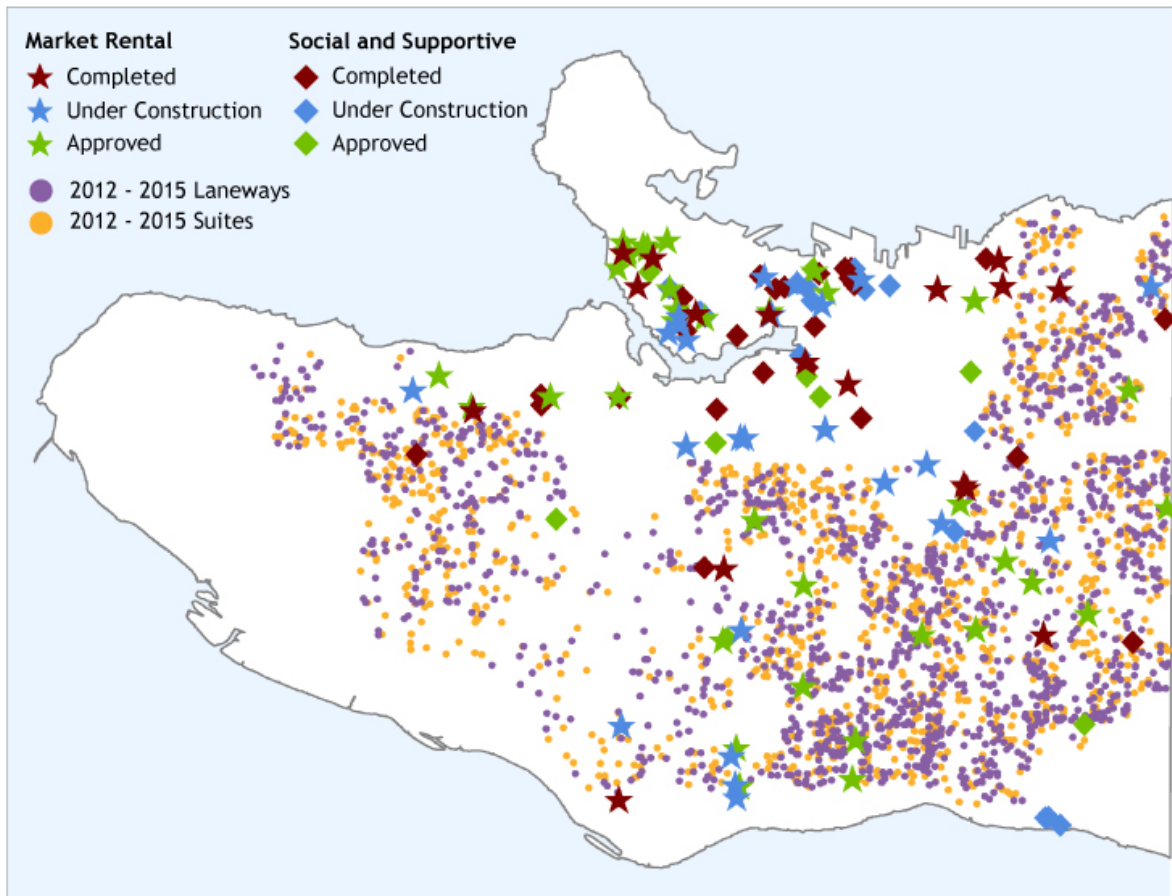 Market Rental
Completed
Under Construction
Approved
Social and Supportive
Completed
Under Construction
Approved
2012 - 2015 Laneways
2012 - 2015 Suites